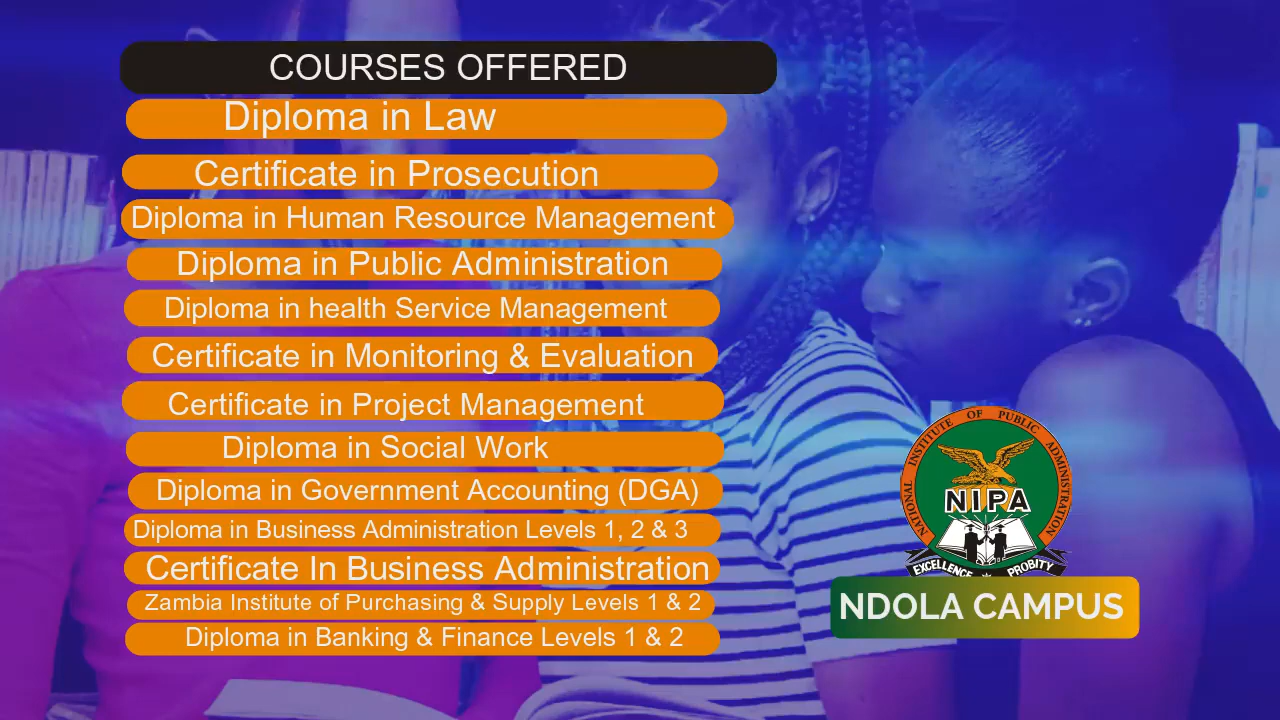 COURSES OFFERED
Diploma in Law
Certificate in Prosecution
Diploma in Human Resource Management
Diploma in Public Administration
Diploma in health Service Management
Certificate in Monitoring & Evaluation
Certificate in Project Management
Diploma in Social Work
Diploma in Government Accounting (DGA)
Diploma in Business Administration Levels 1, 2 & 3
Certificate In Business Administration
Zambia Institute of Purchasing & Supply Levels 1 & 2
Diploma in Banking & Finance Levels 1 & 2
NATIONAL INSTITUTE OF PUBLIC ADMINISTRATION
NIPA
EXCELLENCE PROBITY
NDOLA CAMPUS